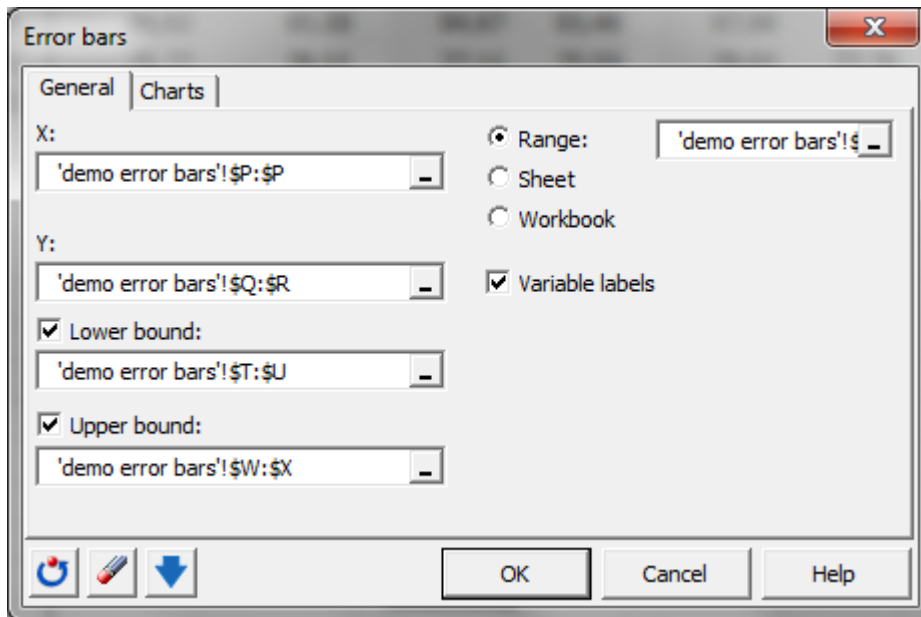 Error bars
General
Charts
X:
'demo error bars'!$P:$P
Y:
'demo error bars'!$Q:$R
Lower bound:
'demo error bars'!$T:$U
Upper bound:
'demo error bars'!$W:$X
Range:
'demo error bars'!$
Sheet
Workbook
Variable labels
OK
Cancel
Help